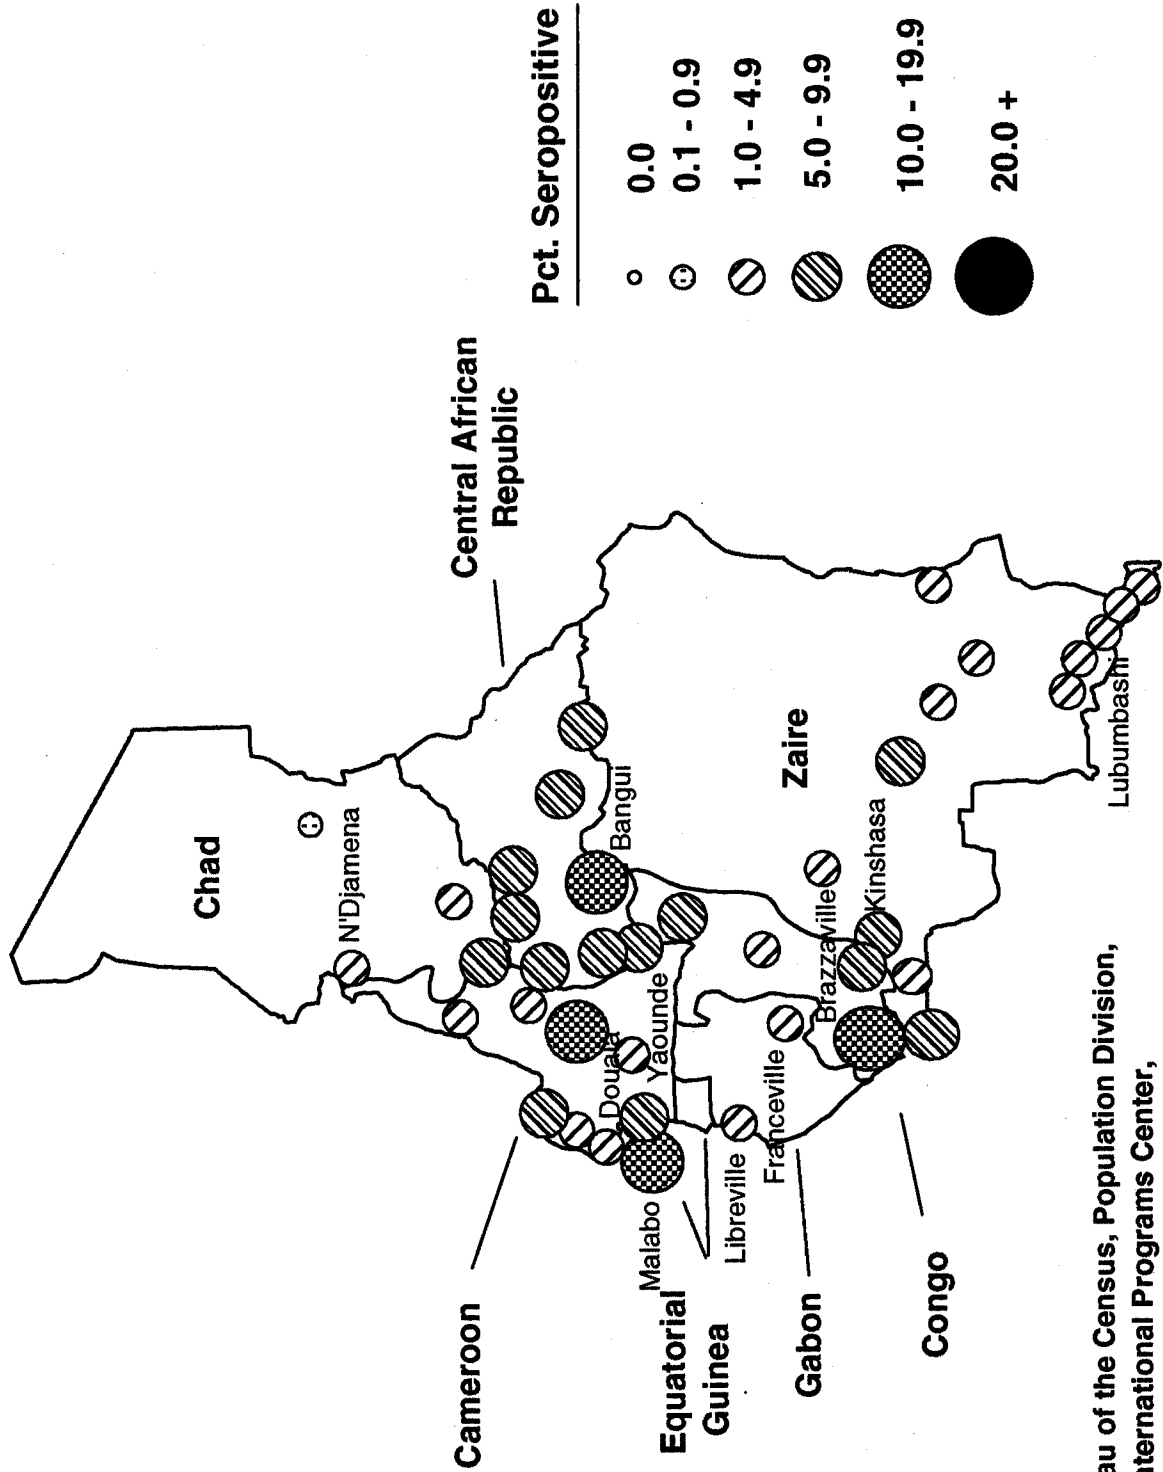 Chad
N'Djamena
Cameroon
Central African
Republic
Douala
Bangui
Malabo
Yaounde
Equatorial
Guinea
Libreville
Franceville
Zaire
Gabon
Brazzaville
Kinshasa
Congo
Lubumbashi
Pct. Seropositive
0.0
0.1 - 0.9
1.0 - 4.9
5.0 - 9.9
10.0 - 19.9
20.0 +
au of the Census, Population Division,
nternational Programs Center,